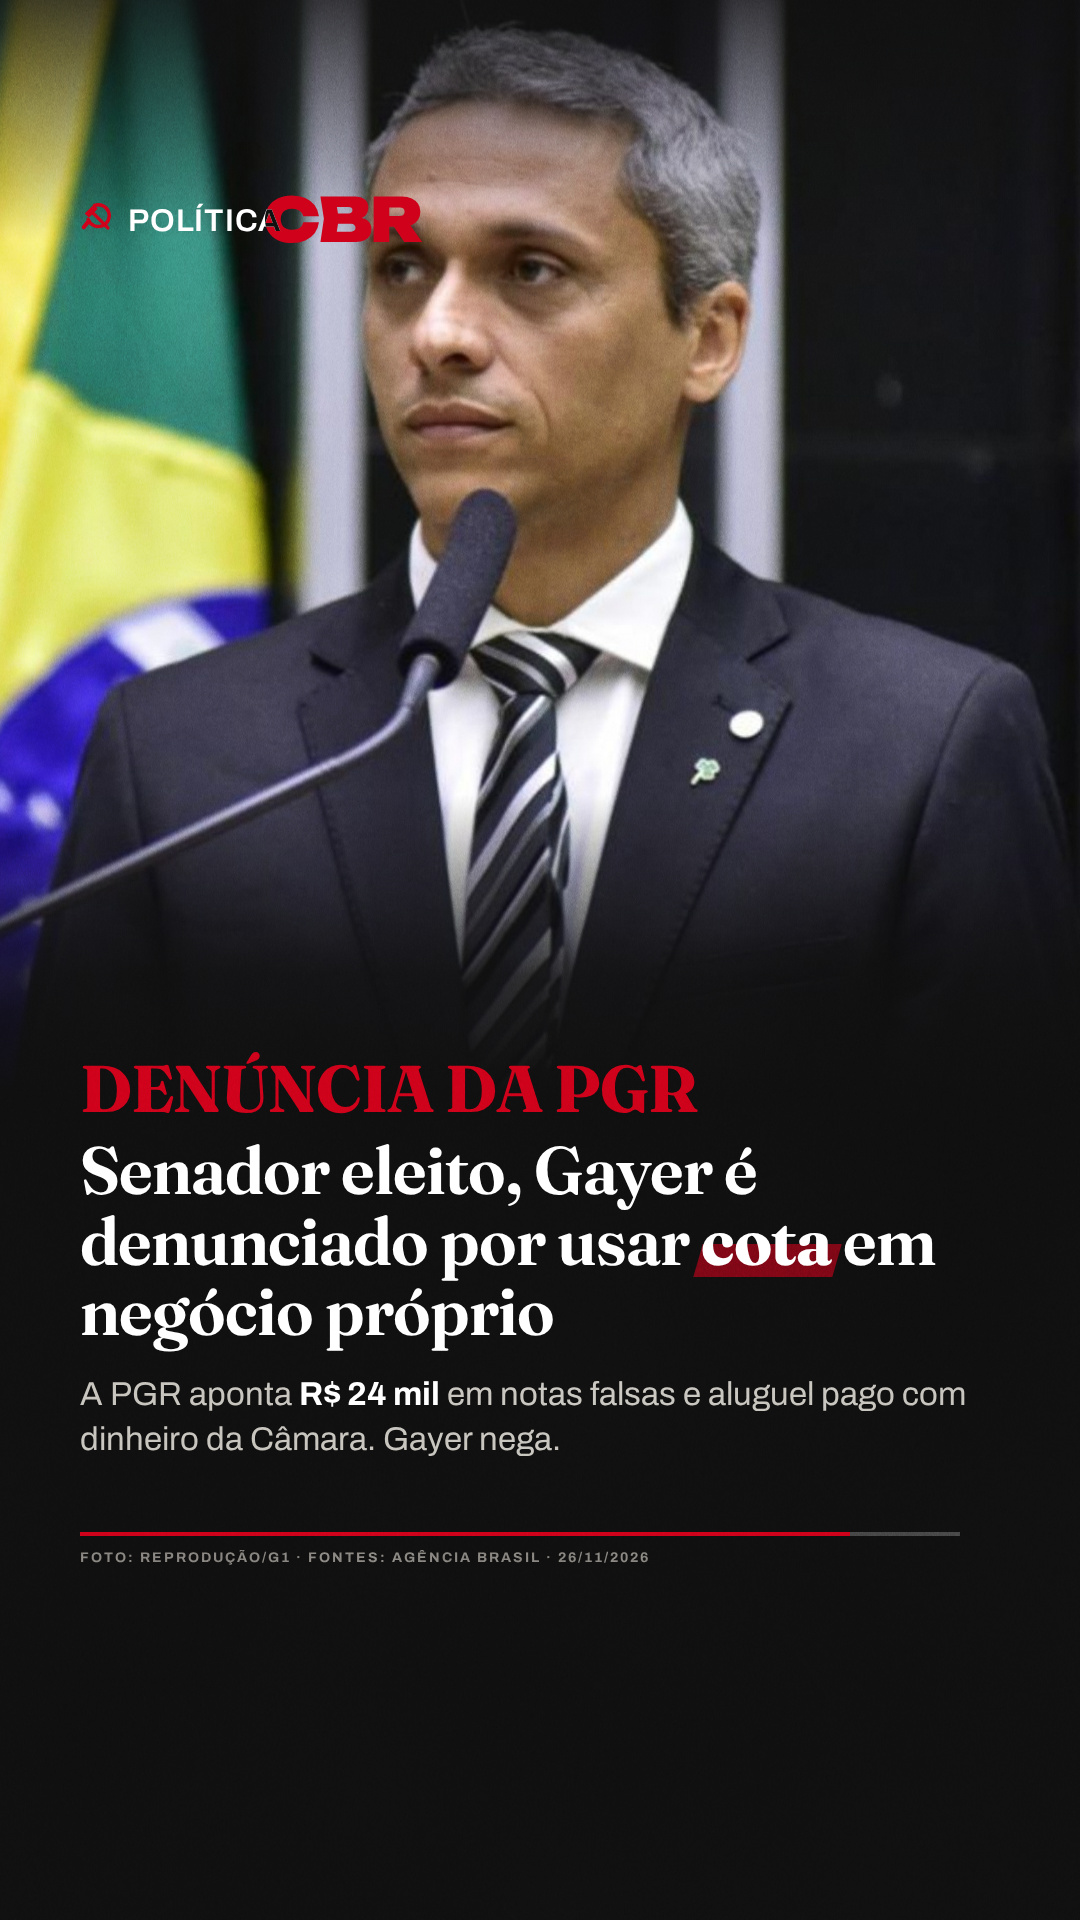 POLÍTICA CBR
DENÚNCIA DA PGR
Senador eleito, Gayer é
denunciado por usar cota em
negócio próprio
A PGR aponta R$ 24 mil em notas falsas e aluguel pago com
dinheiro da Câmara. Gayer nega.
FOTO: REPRODUÇÃO/G1 · FONTES: AGÊNCIA BRASIL · 26/11/2026